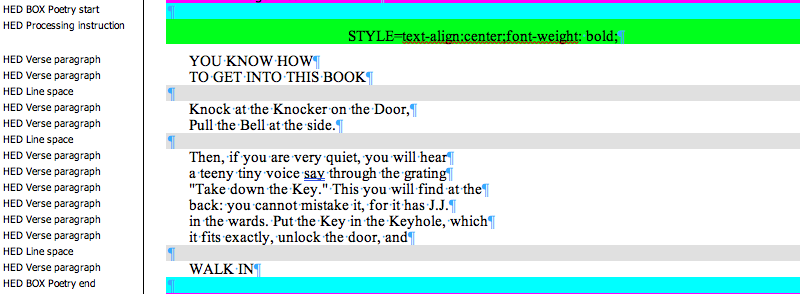 HED BOX Poetry start
HED Processing instruction
STYLE=text-align:center;font-weight: bold;
HED Verse paragraph YOU KNOW HOW
HED Verse paragraph TO GET INTO THIS BOOK
HED Line space
HED Verse paragraph Knock at the Knocker on the Door,
HED Verse paragraph Pull the Bell at the side.
HED Line space
HED Verse paragraph Then, if you are very quiet, you will hear
HED Verse paragraph a teeny tiny voice say through the grating
HED Verse paragraph "Take down the Key." This you will find at the
HED Verse paragraph back: you cannot mistake it, for it has J.J.
HED Verse paragraph in the wards. Put the Key in the Keyhole, which
HED Verse paragraph it fits exactly, unlock the door, and
HED Line space
HED Verse paragraph WALK IN
HED BOX Poetry end